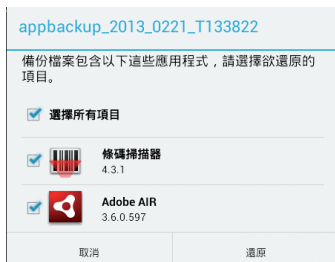 appbackup_2013_0221_T133822
備份檔案包含以下這些應用程式，請選擇欲還原的
項目。
選擇所有項目
條碼掃描器
4.3.1
Adobe AIR
3.6.0.597
取消
還原